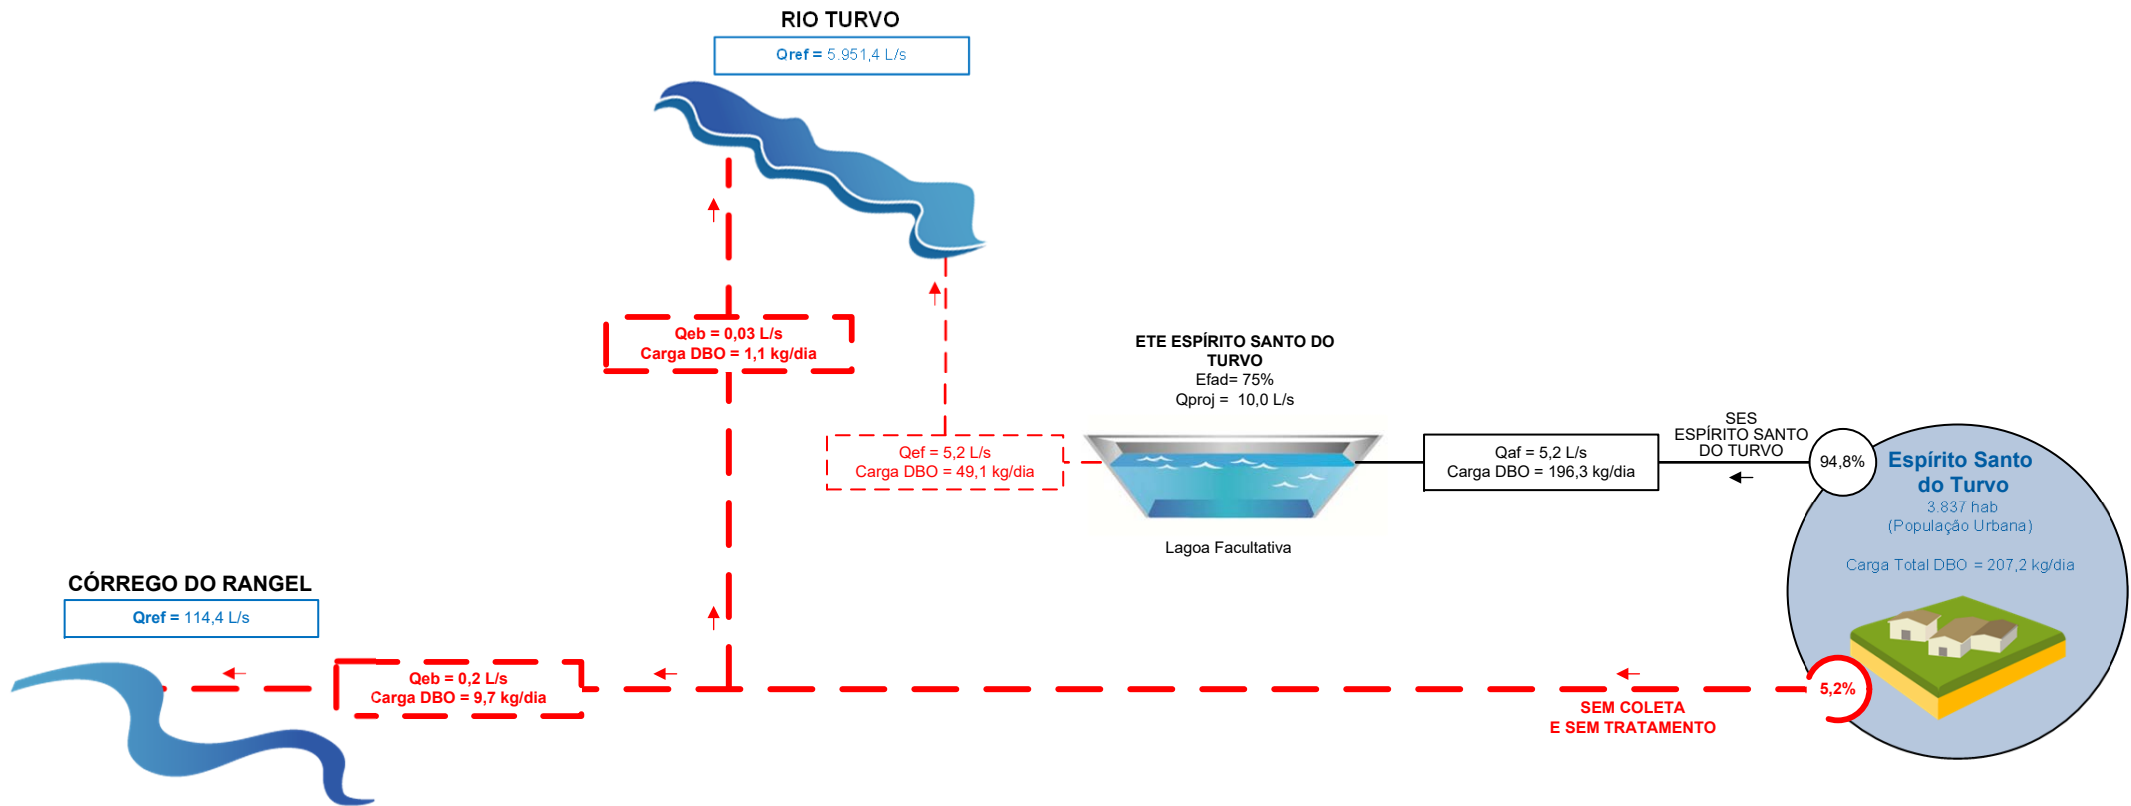 RIO TURVO
Qref = 5.951,4 L/s
Qeb = 0,03 L/s
Carga DBO = 1,1 kg/dia
ETE ESPÍRITO SANTO DO
TURVO
Efad= 75%
Qproj = 10,0 L/s
Qef = 5,2 L/s
Carga DBO = 49,1 kg/dia
Lagoa Facultativa
Qaf = 5,2 L/s
Carga DBO = 196,3 kg/dia
SES
ESPÍRITO SANTO
DO TURVO
94,8%
Espírito Santo
do Turvo
3.837 hab
(População Urbana)
Carga Total DBO = 207,2 kg/dia
CÓRREGO DO RANGEL
Qref = 114,4 L/s
Qeb = 0,2 L/s
Carga DBO = 9,7 kg/dia
5,2%
SEM COLETA
E SEM TRATAMENTO